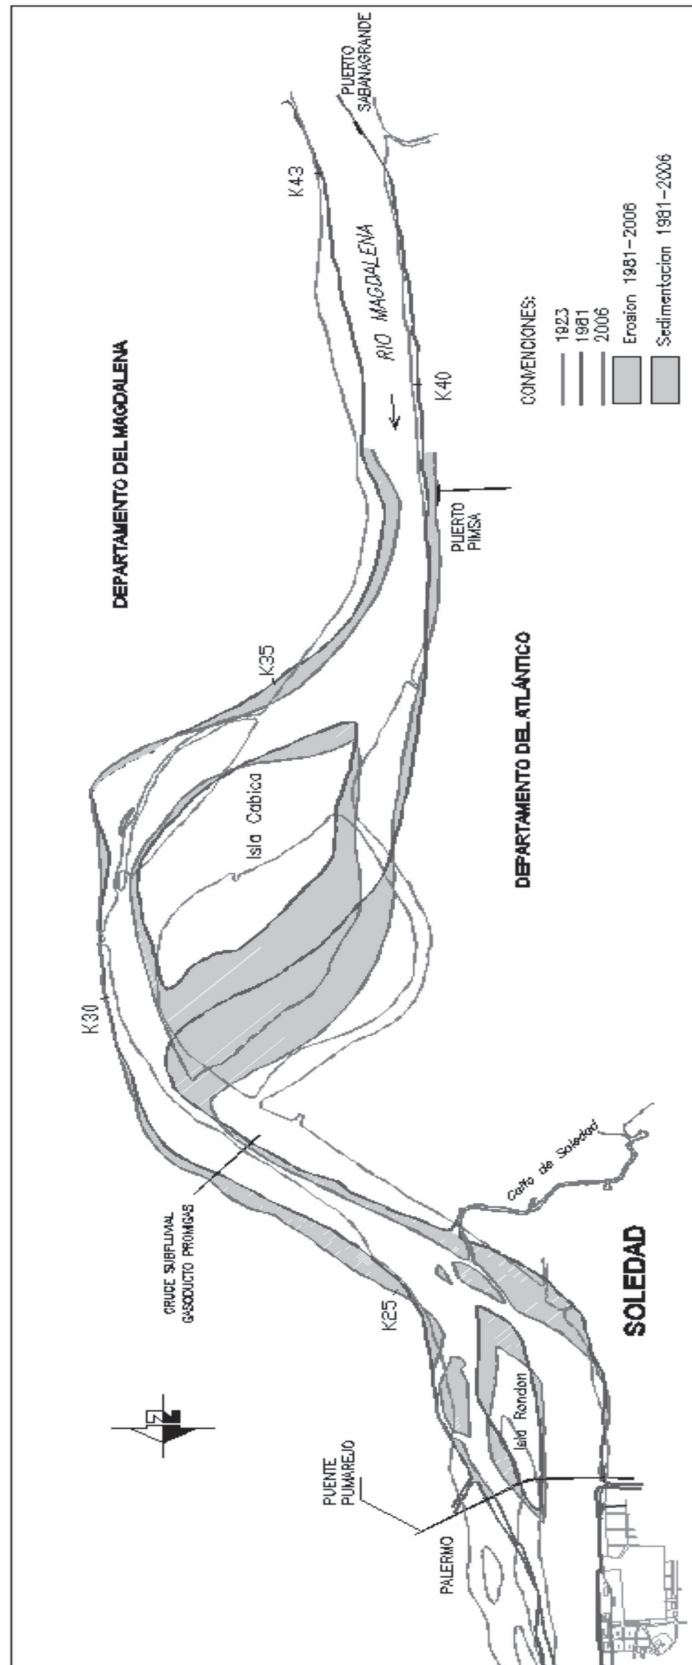 PUERTO
SABANAGRANDE
K43
RIO MAGDALENA
K40
DEPARTAMENTO DEL MAGDALENA
CONVENCIONES:
1923
1981
2006
Erosion 1981-2006
Sedimentacion 1981-2006
PUERTO
PIMSA
K35
Isla Cabica
DEPARTAMENTO DEL ATLÁNTICO
K30
CRUCE SUBFLUVIAL
GASODUCTO PROMIGAS
Caño de Soledad
SOLEDAD
K25
Isla Rondon
PUENTE
PUMAREJO
PALERMO